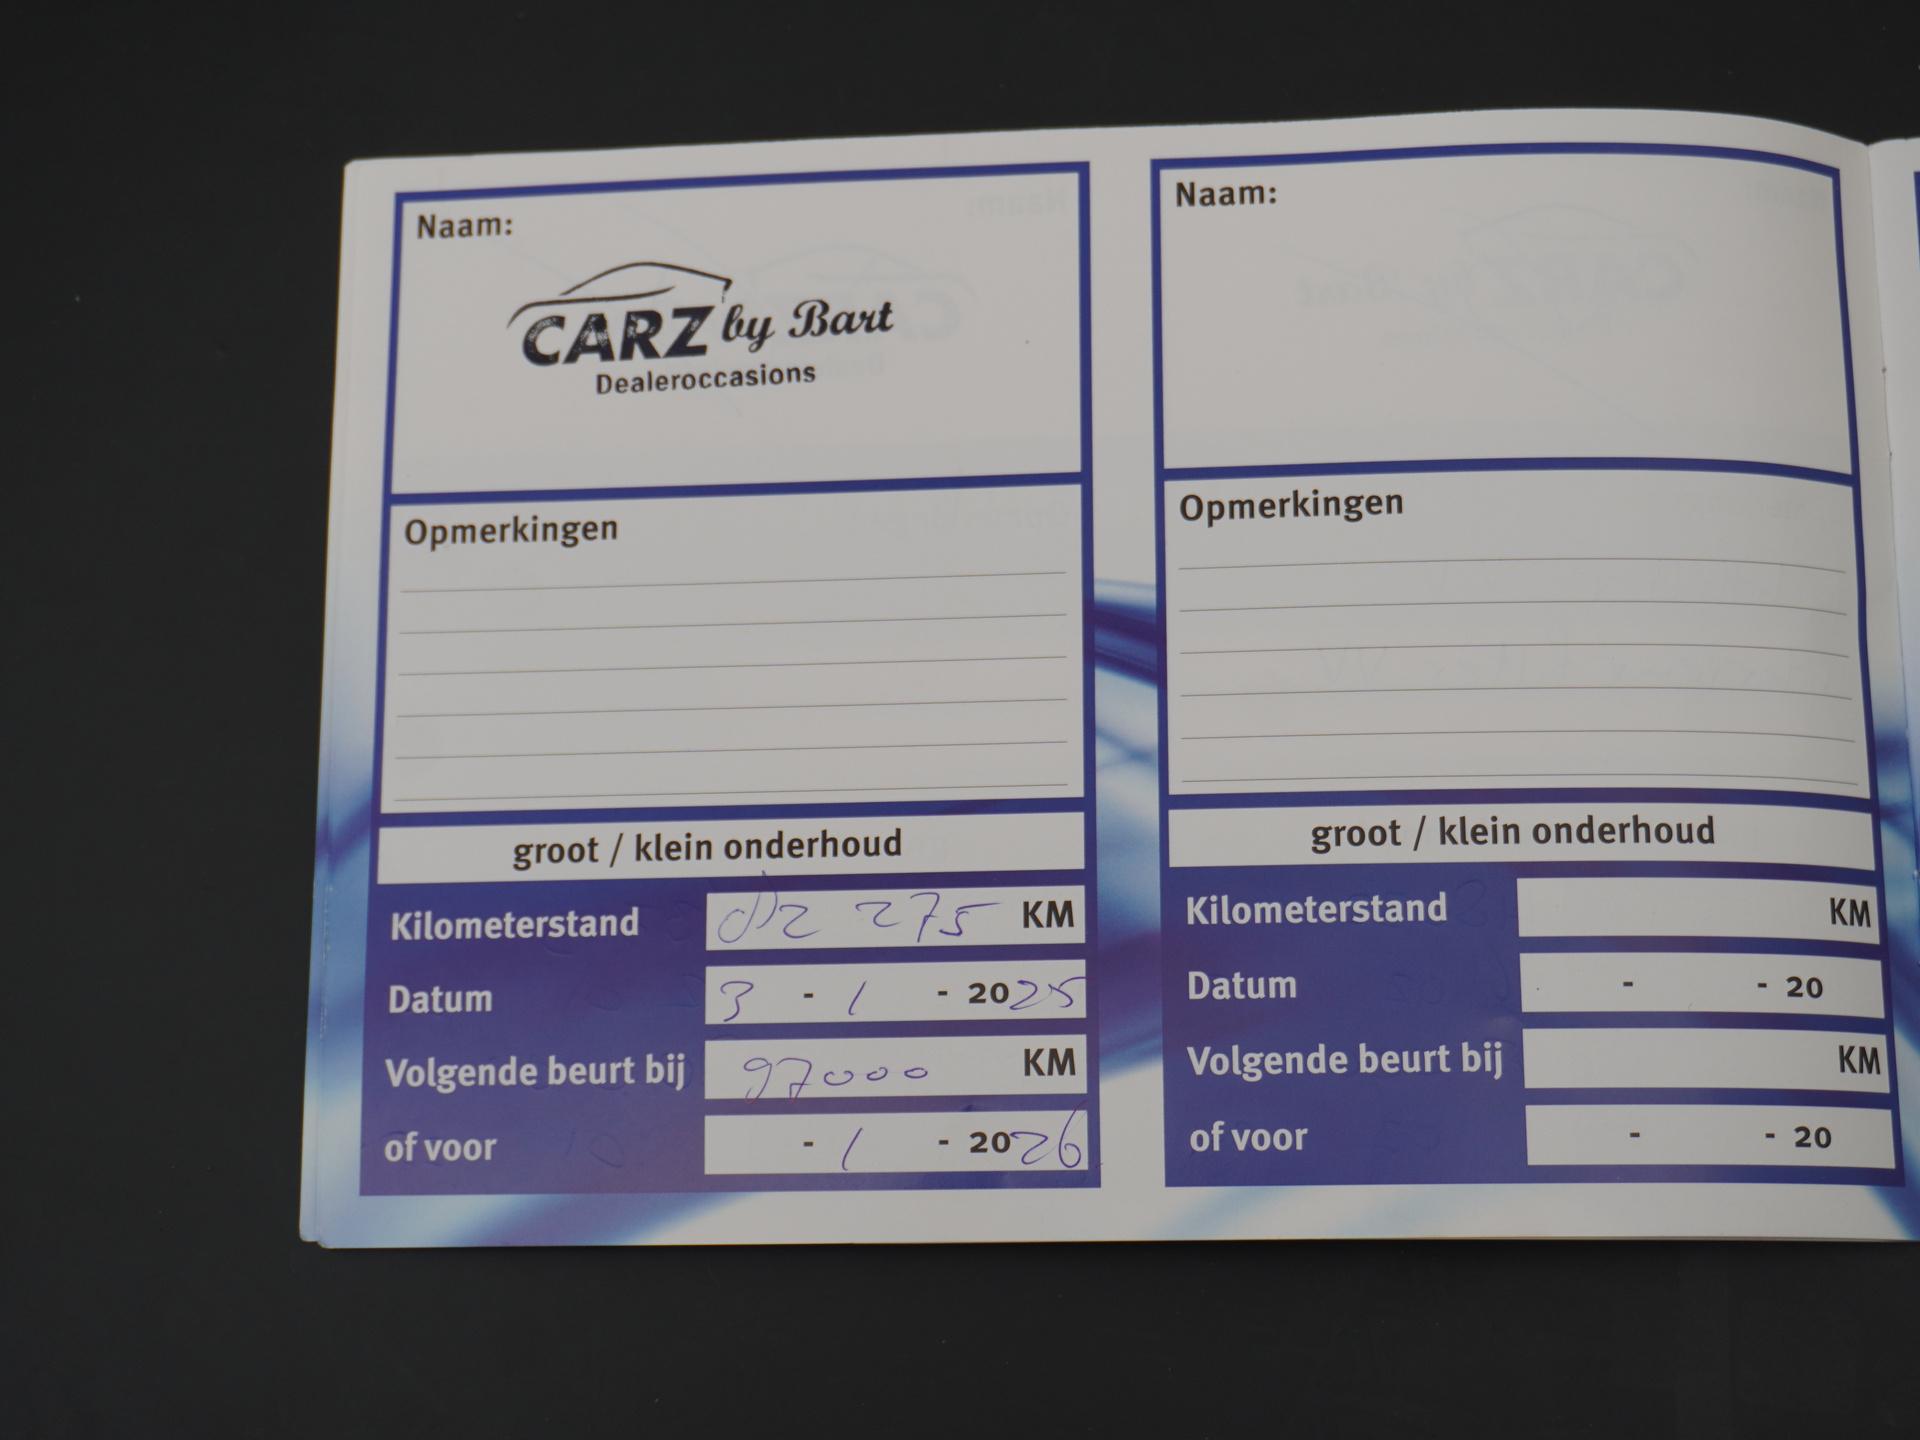 Naam:
CARZ by Bart
Dealeroccasions
Opmerkingen
groot / klein onderhoud
Kilometerstand 82 275 KM
Datum 3 - 1 - 2025
Volgende beurt bij 97000 KM
of voor - 1 - 2026
Naam:
Opmerkingen
groot / klein onderhoud
Kilometerstand KM
Datum - - 20
Volgende beurt bij KM
of voor - - 20